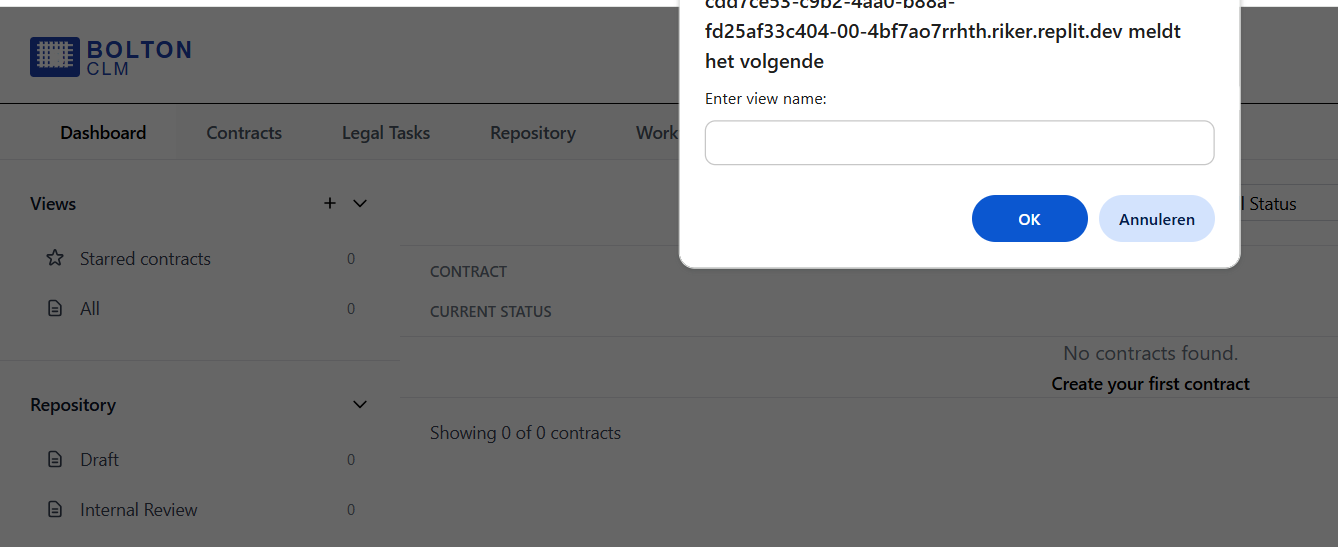 cdd7ce53-c9b2-4aa0-b88a-
fd25af33c404-00-4bf7ao7rrhth.riker.replit.dev meldt
het volgende
BOLTON
CLM
Enter view name:
Dashboard Contracts Legal Tasks Repository Work
OK Annuleren
Views
l Status
Starred contracts 0
CONTRACT
All 0
CURRENT STATUS
No contracts found.
Create your first contract
Repository
Showing 0 of 0 contracts
Draft 0
Internal Review 0